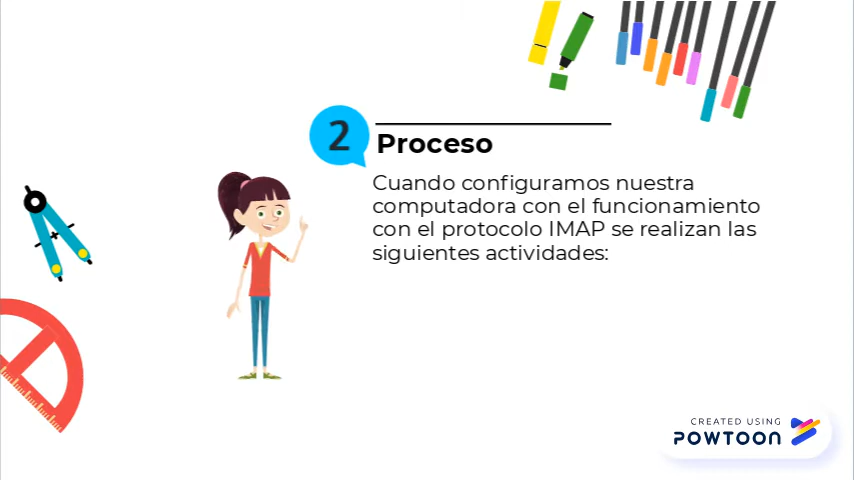 2
Proceso
Cuando configuramos nuestra
computadora con el funcionamiento
con el protocolo IMAP se realizan las
siguientes actividades:
CREATED USING
POWTOON